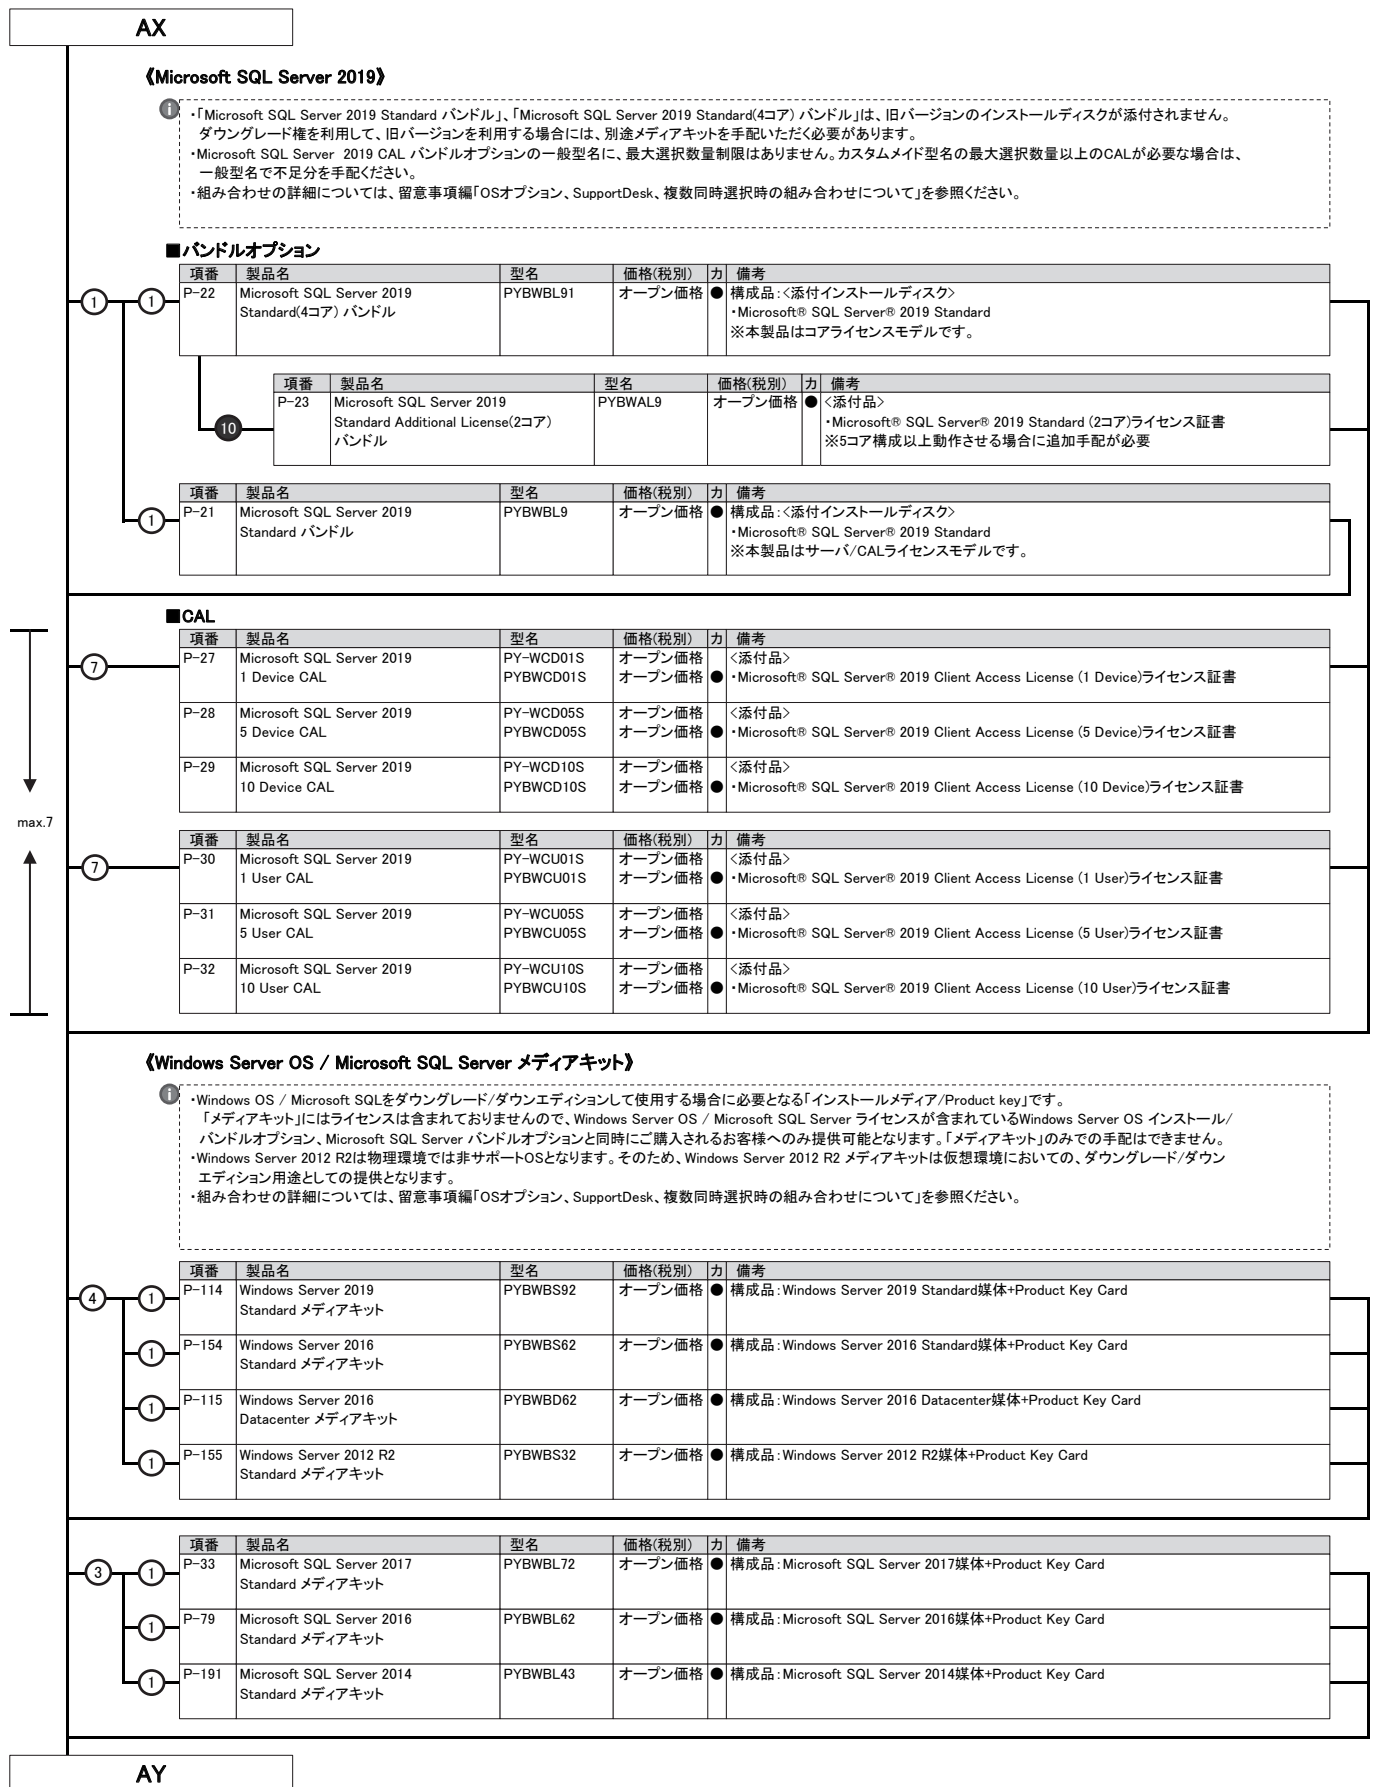 AX
《Microsoft SQL Server 2019》
・「Microsoft SQL Server 2019 Standard バンドル」、「Microsoft SQL Server 2019 Standard(4コア) バンドル」は、旧バージョンのインストールディスクが添付されません。
ダウングレード権を利用して、旧バージョンを利用する場合には、別途メディアキットを手配いただく必要があります。
・Microsoft SQL Server 2019 CAL バンドルオプションの一般型名に、最大選択数量制限はありません。カスタムメイド型名の最大選択数量以上のCALが必要な場合は、
一般型名で不足分を手配ください。
・組み合わせの詳細については、留意事項編「OSオプション、SupportDesk、複数同時選択時の組み合わせについて」を参照ください。
■バンドルオプション
項番 製品名 型名 価格(税別) カ 備考
1 1 P-22 Microsoft SQL Server 2019 PYBWBL91 オープン価格 ● 構成品:<添付インストールディスク>
Standard(4コア) バンドル ・Microsoft® SQL Server® 2019 Standard
※本製品はコアライセンスモデルです。
項番 製品名 型名 価格(税別) カ 備考
P-23 Microsoft SQL Server 2019 PYBWAL9 オープン価格 ● <添付品>
10 Standard Additional License(2コア) ・Microsoft® SQL Server® 2019 Standard (2コア)ライセンス証書
バンドル ※5コア構成以上動作させる場合に追加手配が必要
項番 製品名 型名 価格(税別) カ 備考
1 P-21 Microsoft SQL Server 2019 PYBWBL9 オープン価格 ● 構成品:<添付インストールディスク>
Standard バンドル ・Microsoft® SQL Server® 2019 Standard
※本製品はサーバ/CALライセンスモデルです。
■CAL
項番 製品名 型名 価格(税別) カ 備考
7 P-27 Microsoft SQL Server 2019 PY-WCD01S オープン価格 <添付品>
1 Device CAL PYBWCD01S オープン価格 ● ・Microsoft® SQL Server® 2019 Client Access License (1 Device)ライセンス証書
P-28 Microsoft SQL Server 2019 PY-WCD05S オープン価格 <添付品>
5 Device CAL PYBWCD05S オープン価格 ● ・Microsoft® SQL Server® 2019 Client Access License (5 Device)ライセンス証書
P-29 Microsoft SQL Server 2019 PY-WCD10S オープン価格 <添付品>
10 Device CAL PYBWCD10S オープン価格 ● ・Microsoft® SQL Server® 2019 Client Access License (10 Device)ライセンス証書
max.7
項番 製品名 型名 価格(税別) カ 備考
7 P-30 Microsoft SQL Server 2019 PY-WCU01S オープン価格 <添付品>
1 User CAL PYBWCU01S オープン価格 ● ・Microsoft® SQL Server® 2019 Client Access License (1 User)ライセンス証書
P-31 Microsoft SQL Server 2019 PY-WCU05S オープン価格 <添付品>
5 User CAL PYBWCU05S オープン価格 ● ・Microsoft® SQL Server® 2019 Client Access License (5 User)ライセンス証書
P-32 Microsoft SQL Server 2019 PY-WCU10S オープン価格 <添付品>
10 User CAL PYBWCU10S オープン価格 ● ・Microsoft® SQL Server® 2019 Client Access License (10 User)ライセンス証書
《Windows Server OS / Microsoft SQL Server メディアキット》
・Windows OS / Microsoft SQLをダウングレード/ダウンエディションして使用する場合に必要となる「インストールメディア/Product key」です。
「メディアキット」にはライセンスは含まれておりませんので、Windows Server OS / Microsoft SQL Server ライセンスが含まれているWindows Server OS インストール/
バンドルオプション、Microsoft SQL Server バンドルオプションと同時にご購入されるお客様へのみ提供可能となります。「メディアキット」のみでの手配はできません。
・Windows Server 2012 R2は物理環境では非サポートOSとなります。そのため、Windows Server 2012 R2 メディアキットは仮想環境においての、ダウングレード/ダウン
エディション用途としての提供となります。
・組み合わせの詳細については、留意事項編「OSオプション、SupportDesk、複数同時選択時の組み合わせについて」を参照ください。
項番 製品名 型名 価格(税別) カ 備考
4 1 P-114 Windows Server 2019 PYBWBS92 オープン価格 ● 構成品:Windows Server 2019 Standard媒体+Product Key Card
Standard メディアキット
1 P-154 Windows Server 2016 PYBWBS62 オープン価格 ● 構成品:Windows Server 2016 Standard媒体+Product Key Card
Standard メディアキット
1 P-115 Windows Server 2016 PYBWBD62 オープン価格 ● 構成品:Windows Server 2016 Datacenter媒体+Product Key Card
Datacenter メディアキット
1 P-155 Windows Server 2012 R2 PYBWBS32 オープン価格 ● 構成品:Windows Server 2012 R2媒体+Product Key Card
Standard メディアキット
項番 製品名 型名 価格(税別) カ 備考
3 1 P-33 Microsoft SQL Server 2017 PYBWBL72 オープン価格 ● 構成品:Microsoft SQL Server 2017媒体+Product Key Card
Standard メディアキット
1 P-79 Microsoft SQL Server 2016 PYBWBL62 オープン価格 ● 構成品:Microsoft SQL Server 2016媒体+Product Key Card
Standard メディアキット
1 P-191 Microsoft SQL Server 2014 PYBWBL43 オープン価格 ● 構成品:Microsoft SQL Server 2014媒体+Product Key Card
Standard メディアキット
AY